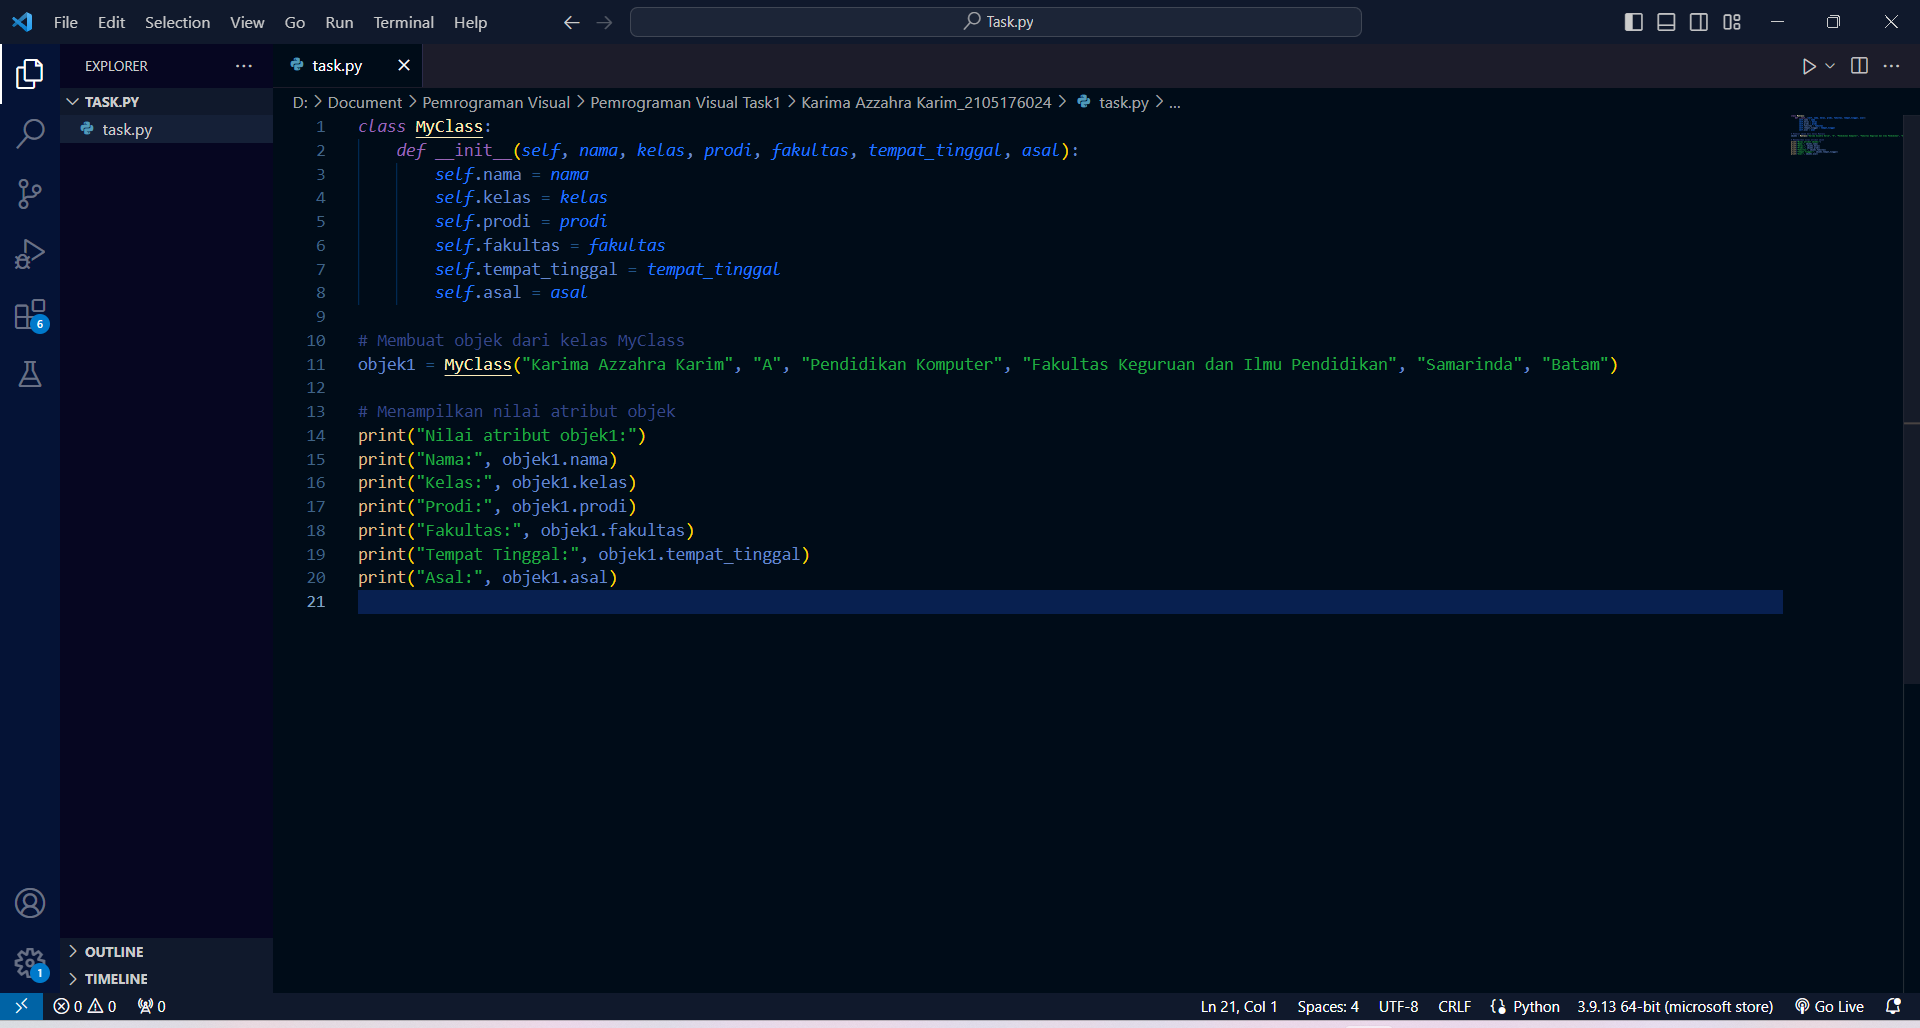 File Edit Selection View Go Run Terminal Help
Task.py
EXPLORER
task.py
TASK.PY
task.py
D: > Document > Pemrograman Visual > Pemrograman Visual Task1 > Karima Azzahra Karim_2105176024 > task.py > ...
1 class MyClass:
2     def __init__(self, nama, kelas, prodi, fakultas, tempat_tinggal, asal):
3         self.nama = nama
4         self.kelas = kelas
5         self.prodi = prodi
6         self.fakultas = fakultas
7         self.tempat_tinggal = tempat_tinggal
8         self.asal = asal
9
10 # Membuat objek dari kelas MyClass
11 objek1 = MyClass("Karima Azzahra Karim", "A", "Pendidikan Komputer", "Fakultas Keguruan dan Ilmu Pendidikan", "Samarinda", "Batam")
12
13 # Menampilkan nilai atribut objek
14 print("Nilai atribut objek1:")
15 print("Nama:", objek1.nama)
16 print("Kelas:", objek1.kelas)
17 print("Prodi:", objek1.prodi)
18 print("Fakultas:", objek1.fakultas)
19 print("Tempat Tinggal:", objek1.tempat_tinggal)
20 print("Asal:", objek1.asal)
21
6
OUTLINE
1
TIMELINE
0 0 0 Ln 21, Col 1 Spaces: 4 UTF-8 CRLF Python 3.9.13 64-bit (microsoft store) Go Live